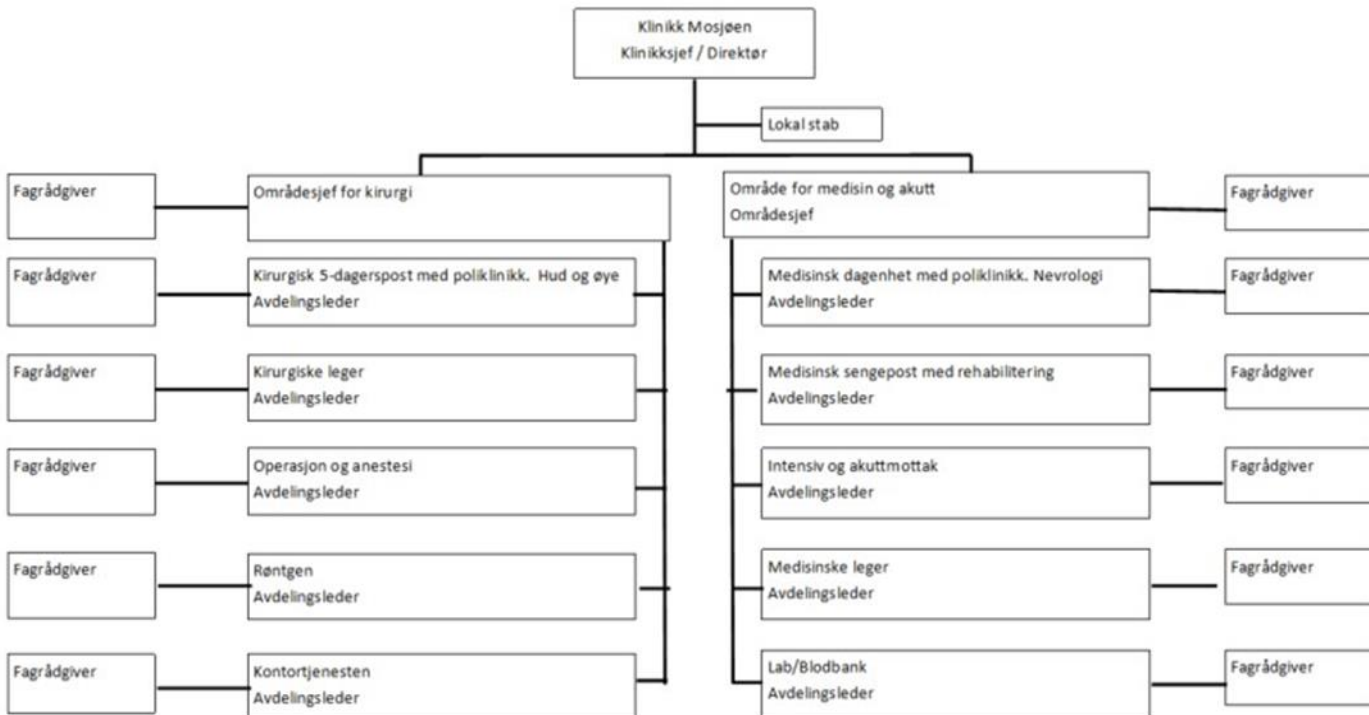 Klinikk Mosjøen
Klinikksjef / Direktør
Lokal stab
Fagrådgiver
Områdesjef for kirurgi
Område for medisin og akutt
Områdesjef
Fagrådgiver
Fagrådgiver
Kirurgisk 5-dagerspost med poliklinikk. Hud og øye
Avdelingsleder
Medisinsk dagenhet med poliklinikk. Nevrologi
Avdelingsleder
Fagrådgiver
Fagrådgiver
Kirurgiske leger
Avdelingsleder
Medisinsk sengepost med rehabilitering
Avdelingsleder
Fagrådgiver
Fagrådgiver
Operasjon og anestesi
Avdelingsleder
Intensiv og akuttmottak
Avdelingsleder
Fagrådgiver
Fagrådgiver
Røntgen
Avdelingsleder
Medisinske leger
Avdelingsleder
Fagrådgiver
Fagrådgiver
Kontortjenesten
Avdelingsleder
Lab/Blodbank
Avdelingsleder
Fagrådgiver